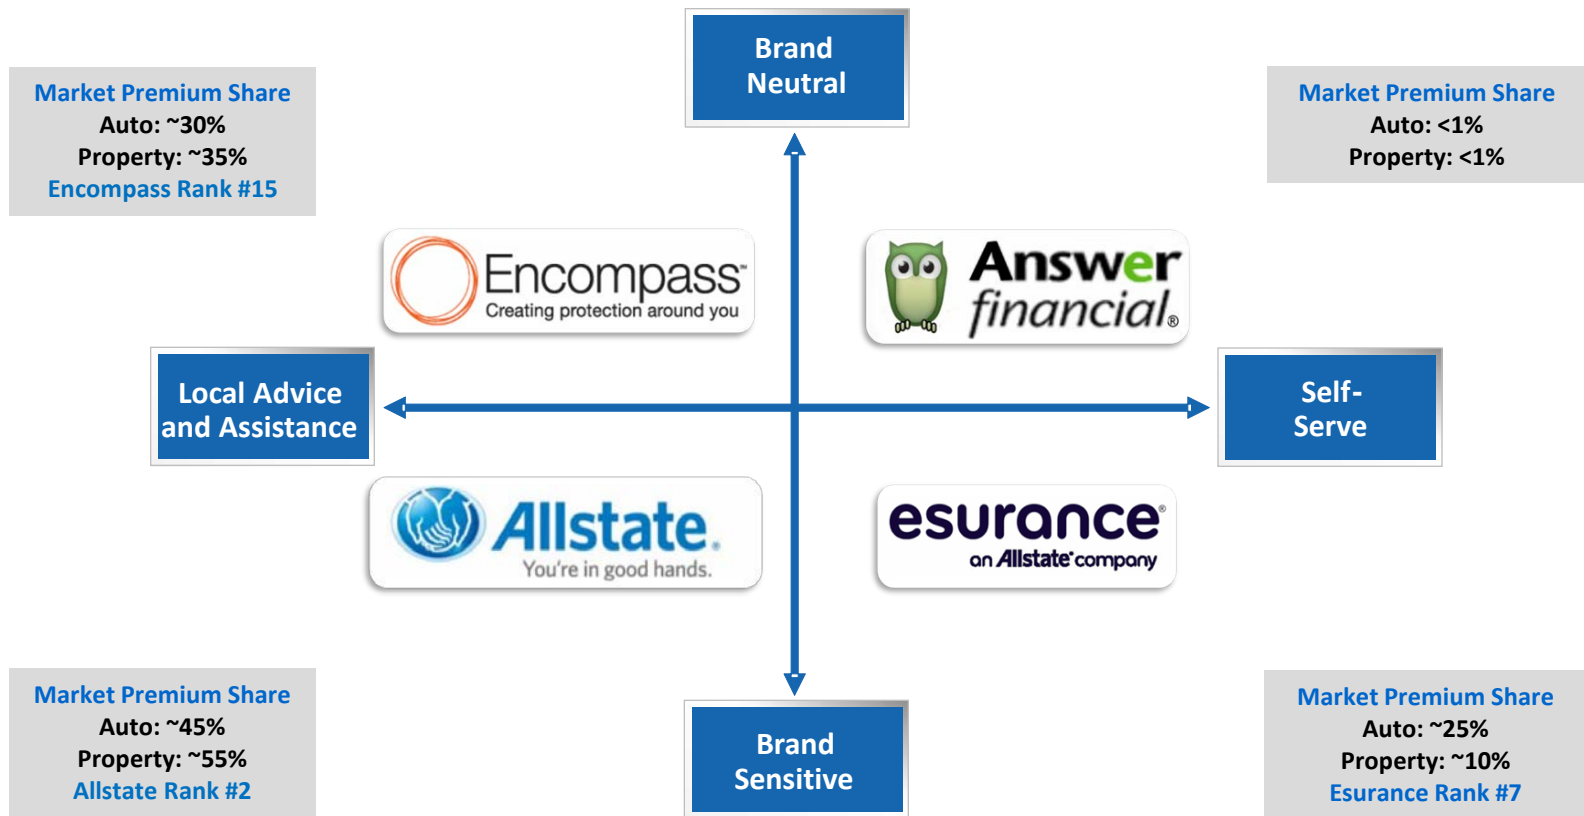 Brand
Neutral
Market Premium Share
Auto: ~30%
Property: ~35%
Encompass Rank #15
Market Premium Share
Auto: <1%
Property: <1%
Encompass™
Creating protection around you
Answer
financial®
Local Advice
and Assistance
Self-
Serve
Allstate®
You're in good hands.
esurance®
an Allstate® company
Market Premium Share
Auto: ~45%
Property: ~55%
Allstate Rank #2
Brand
Sensitive
Market Premium Share
Auto: ~25%
Property: ~10%
Esurance Rank #7